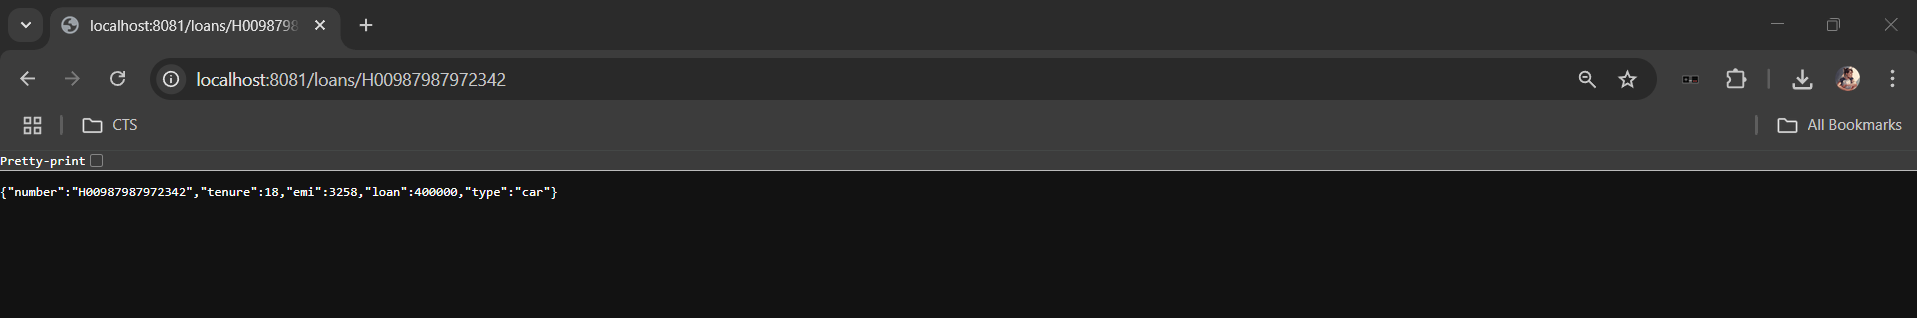 localhost:8081/loans/H0098798
localhost:8081/loans/H00987987972342
CTS
All Bookmarks
Pretty-print
{"number":"H00987987972342","tenure":18,"emi":3258,"loan":400000,"type":"car"}